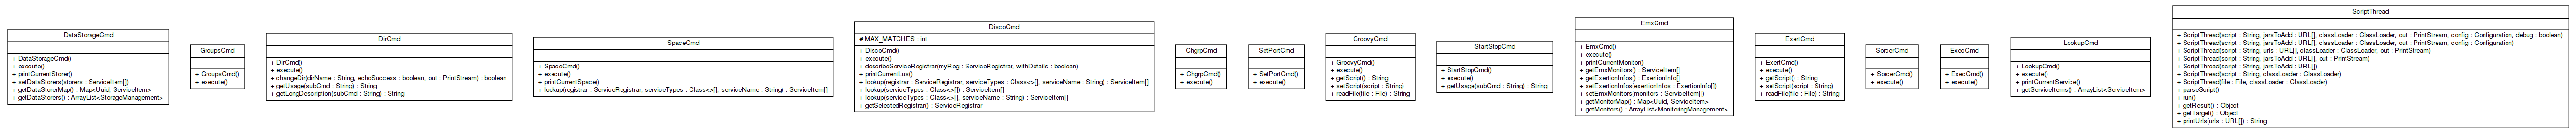 DataStorageCmd
+ DataStorageCmd()
+ execute()
+ printCurrentStorer()
+ setDataStorers(storers : ServiceItem[])
+ getDataStorerMap() : Map<Uuid, ServiceItem>
+ getDataStorers() : ArrayList<StorageManagement>
GroupsCmd
+ GroupsCmd()
+ execute()
DirCmd
+ DirCmd()
+ execute()
+ changeDir(dirName : String, echoSuccess : boolean, out : PrintStream) : boolean
+ getUsage(subCmd : String) : String
+ getLongDescription(subCmd : String) : String
SpaceCmd
+ SpaceCmd()
+ execute()
+ printCurrentSpace()
+ lookup(registrar : ServiceRegistrar, serviceTypes : Class<>[], serviceName : String) : ServiceItem[]
DiscoCmd
# MAX_MATCHES : int
+ DiscoCmd()
+ execute()
+ describeServiceRegistrar(myReg : ServiceRegistrar, withDetails : boolean)
+ printCurrentLus()
+ lookup(registrar : ServiceRegistrar, serviceTypes : Class<>[], serviceName : String) : ServiceItem[]
+ lookup(serviceTypes : Class<>[]) : ServiceItem[]
+ lookup(serviceTypes : Class<>[], serviceName : String) : ServiceItem[]
+ getSelectedRegistrar() : ServiceRegistrar
ChgrpCmd
+ ChgrpCmd()
+ execute()
SetPortCmd
+ SetPortCmd()
+ execute()
GroovyCmd
+ GroovyCmd()
+ execute()
+ getScript() : String
+ setScript(script : String)
+ readFile(file : File) : String
StartStopCmd
+ StartStopCmd()
+ execute()
+ getUsage(subCmd : String) : String
EmxCmd
+ EmxCmd()
+ execute()
+ printCurrentMonitor()
+ getEmxMonitors() : ServiceItem[]
+ getExertionInfos() : ExertionInfo[]
+ setExertionInfos(exertionInfos : ExertionInfo[])
+ setEmxMonitors(monitors : ServiceItem[])
+ getMonitorMap() : Map<Uuid, ServiceItem>
+ getMonitors() : ArrayList<MonitoringManagement>
ExertCmd
+ ExertCmd()
+ execute()
+ getScript() : String
+ setScript(script : String)
+ readFile(file : File) : String
SorcerCmd
+ SorcerCmd()
+ execute()
ExecCmd
+ ExecCmd()
+ execute()
LookupCmd
+ LookupCmd()
+ execute()
+ printCurrentService()
+ getServiceItems() : ArrayList<ServiceItem>
ScriptThread
+ ScriptThread(script : String, jarsToAdd : URL[], classLoader : ClassLoader, out : PrintStream, config : Configuration, debug : boolean)
+ ScriptThread(script : String, jarsToAdd : URL[], classLoader : ClassLoader, out : PrintStream, config : Configuration)
+ ScriptThread(script : String, urls : URL[], classLoader : ClassLoader, out : PrintStream)
+ ScriptThread(script : String, jarsToAdd : URL[], out : PrintStream)
+ ScriptThread(script : String, jarsToAdd : URL[])
+ ScriptThread(script : String, classLoader : ClassLoader)
+ ScriptThread(file : File, classLoader : ClassLoader)
+ parseScript()
+ run()
+ getResult() : Object
+ getTarget() : Object
+ printUrls(urls : URL[]) : String